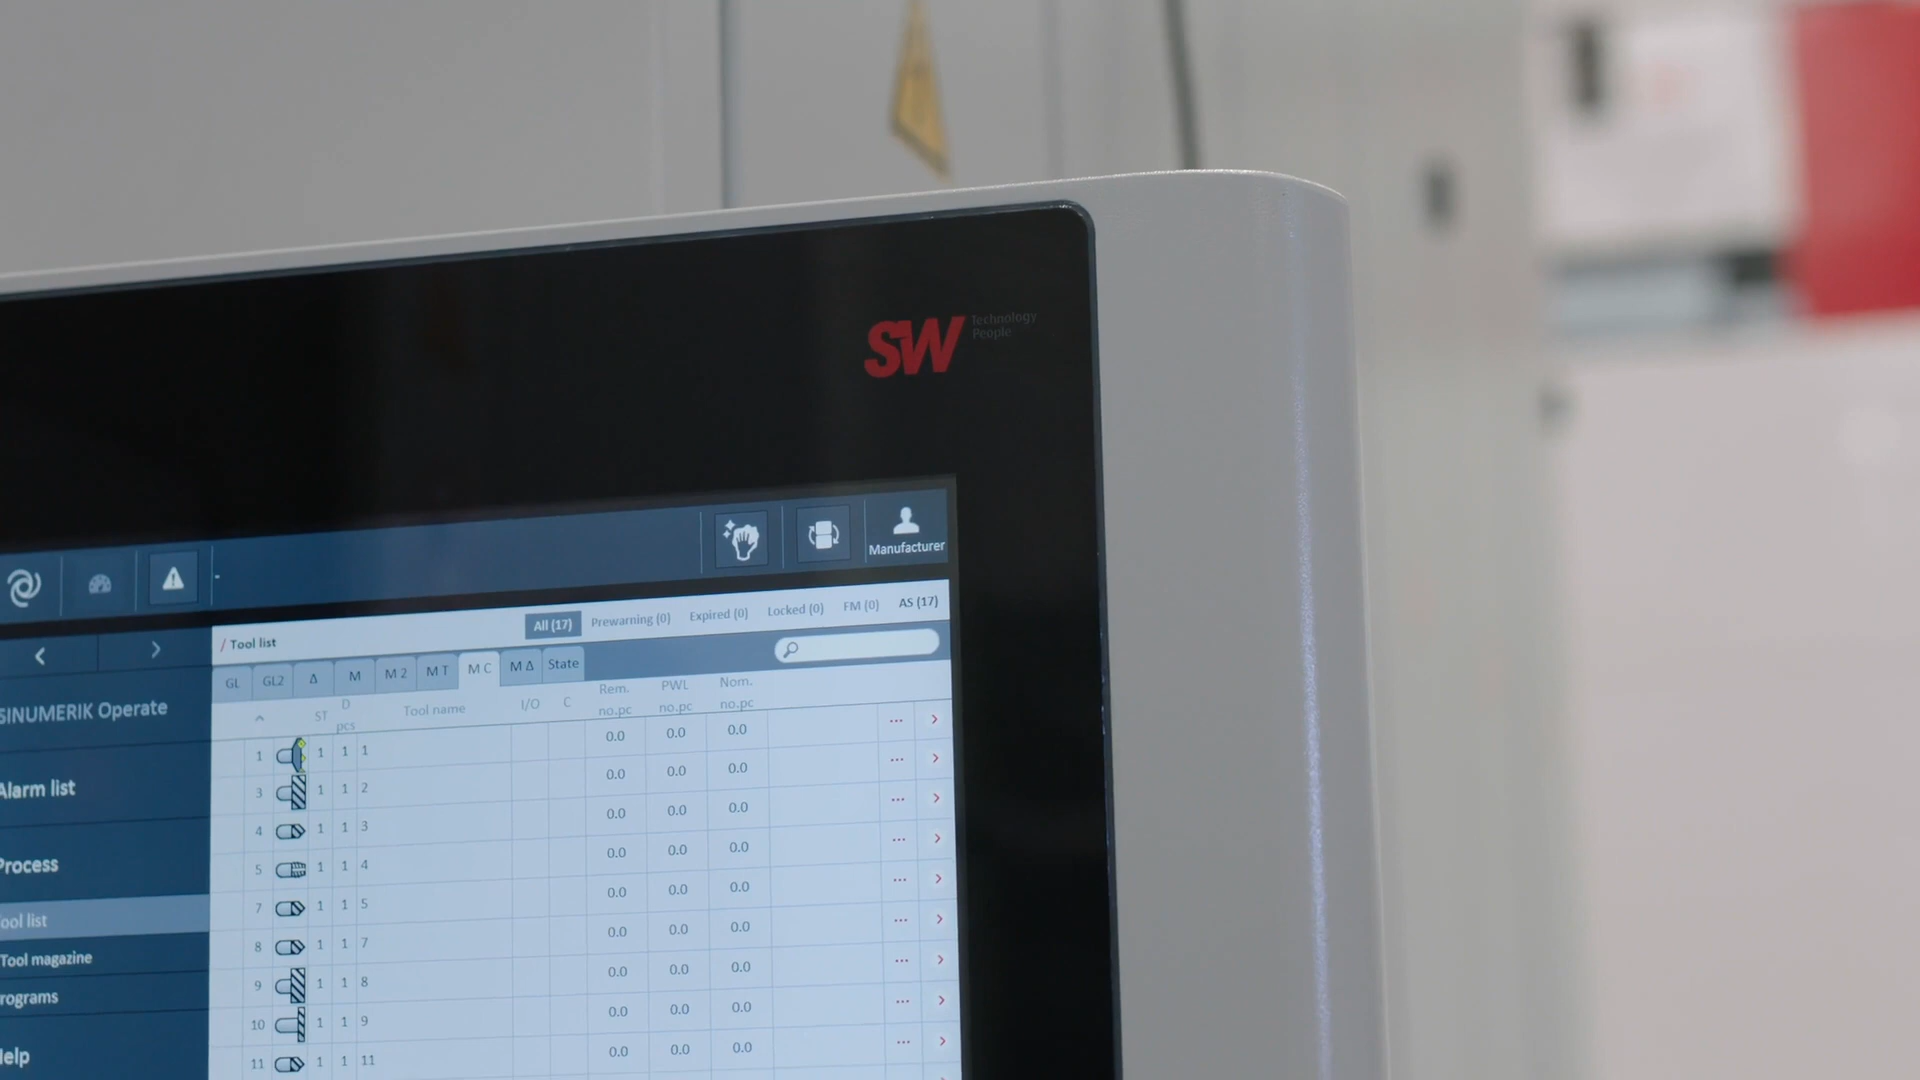 SW Technology
People
Manufacturer
/ Tool list All (17) Prewarning (0) Expired (0) Locked (0) FM (0) AS (17)
GL GL2 Δ M M 2 M T M C M Δ State
SINUMERIK Operate
Alarm list
Process
ool list
Tool magazine
rograms
elp
ST D pcs Tool name I/O C Rem. no.pc PWL no.pc Nom. no.pc
1 1 1 1 0.0 0.0 0.0 ...
3 1 1 2 0.0 0.0 0.0 ...
4 1 1 3 0.0 0.0 0.0 ...
5 1 1 4 0.0 0.0 0.0 ...
7 1 1 5 0.0 0.0 0.0 ...
8 1 1 7 0.0 0.0 0.0 ...
9 1 1 8 0.0 0.0 0.0 ...
10 1 1 9 0.0 0.0 0.0 ...
11 1 1 11 0.0 0.0 0.0 ...